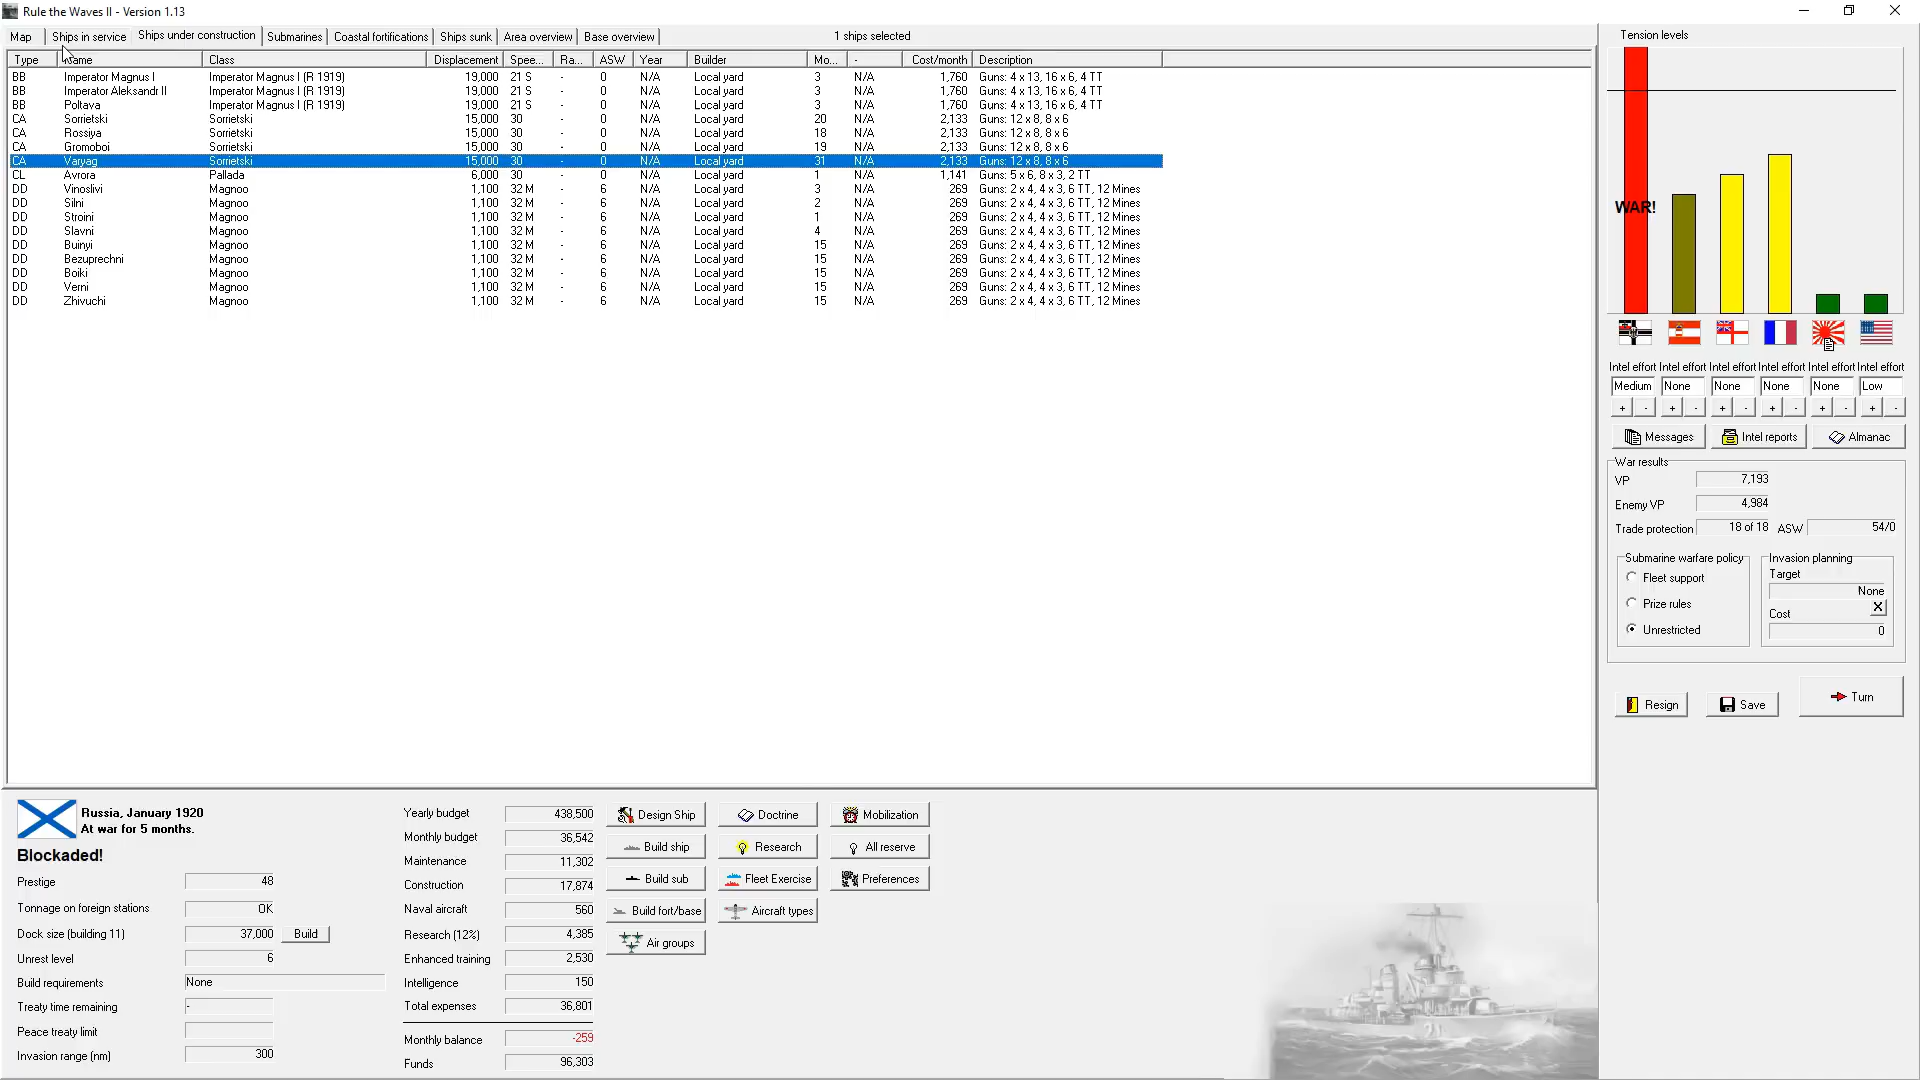 Rule the Waves II - Version 1.13
Map Ships in service Ships under construction Submarines Coastal fortifications Ships sunk Area overview Base overview 1 ships selected
Type Name Class Displacement Spee... Ra... ASW Year Builder Mo... - Cost/month Description
BB Imperator Magnus I Imperator Magnus I (R 1919) 19,000 21 S - 0 N/A Local yard 3 N/A 1,760 Guns: 4 x 13, 16 x 6, 4 TT
BB Imperator Aleksandr II Imperator Magnus I (R 1919) 19,000 21 S - 0 N/A Local yard 3 N/A 1,760 Guns: 4 x 13, 16 x 6, 4 TT
BB Poltava Imperator Magnus I (R 1919) 19,000 21 S - 0 N/A Local yard 3 N/A 1,760 Guns: 4 x 13, 16 x 6, 4 TT
CA Sorrietski Sorrietski 15,000 30 - 0 N/A Local yard 20 N/A 2,133 Guns: 12 x 8, 8 x 6
CA Rossiya Sorrietski 15,000 30 - 0 N/A Local yard 18 N/A 2,133 Guns: 12 x 8, 8 x 6
CA Gromoboi Sorrietski 15,000 30 - 0 N/A Local yard 19 N/A 2,133 Guns: 12 x 8, 8 x 6
CA Varyag Sorrietski 15,000 30 - 0 N/A Local yard 31 N/A 2,133 Guns: 12 x 8, 8 x 6
CL Avrora Pallada 6,000 30 - 0 N/A Local yard 1 N/A 1,141 Guns: 5 x 6, 8 x 3, 2 TT
DD Vinoslivi Magnoo 1,100 32 M - 6 N/A Local yard 3 N/A 269 Guns: 2 x 4, 4 x 3, 6 TT, 12 Mines
DD Silni Magnoo 1,100 32 M - 6 N/A Local yard 2 N/A 269 Guns: 2 x 4, 4 x 3, 6 TT, 12 Mines
DD Stroini Magnoo 1,100 32 M - 6 N/A Local yard 1 N/A 269 Guns: 2 x 4, 4 x 3, 6 TT, 12 Mines
DD Slavni Magnoo 1,100 32 M - 6 N/A Local yard 4 N/A 269 Guns: 2 x 4, 4 x 3, 6 TT, 12 Mines
DD Buinyi Magnoo 1,100 32 M - 6 N/A Local yard 15 N/A 269 Guns: 2 x 4, 4 x 3, 6 TT, 12 Mines
DD Bezuprechni Magnoo 1,100 32 M - 6 N/A Local yard 15 N/A 269 Guns: 2 x 4, 4 x 3, 6 TT, 12 Mines
DD Boiki Magnoo 1,100 32 M - 6 N/A Local yard 15 N/A 269 Guns: 2 x 4, 4 x 3, 6 TT, 12 Mines
DD Verni Magnoo 1,100 32 M - 6 N/A Local yard 15 N/A 269 Guns: 2 x 4, 4 x 3, 6 TT, 12 Mines
DD Zhivuchi Magnoo 1,100 32 M - 6 N/A Local yard 15 N/A 269 Guns: 2 x 4, 4 x 3, 6 TT, 12 Mines
Tension levels
WAR!
Intel effort Intel effort Intel effort Intel effort Intel effort Intel effort
Medium None None None None Low
+ - + - + - + - + - + -
Messages Intel reports Almanac
War results
VP 7,193
Enemy VP 4,984
Trade protection 18 of 18 ASW 54/0
Submarine warfare policy
Fleet support
Prize rules
Unrestricted
Invasion planning
Target
None
Cost X
0
Resign Save Turn
Russia, January 1920
At war for 5 months.
Blockaded!
Prestige 48
Tonnage on foreign stations OK
Dock size (building 11) 37,000 Build
Unrest level 6
Build requirements None
Treaty time remaining -
Peace treaty limit
Invasion range (nm) 300
Yearly budget 438,500
Monthly budget 36,542
Maintenance 11,302
Construction 17,874
Naval aircraft 560
Research (12%) 4,385
Enhanced training 2,530
Intelligence 150
Total expenses 36,801
Monthly balance -259
Funds 96,303
Design Ship Doctrine Mobilization
Build ship Research All reserve
Build sub Fleet Exercise Preferences
Build fort/base Aircraft types
Air groups